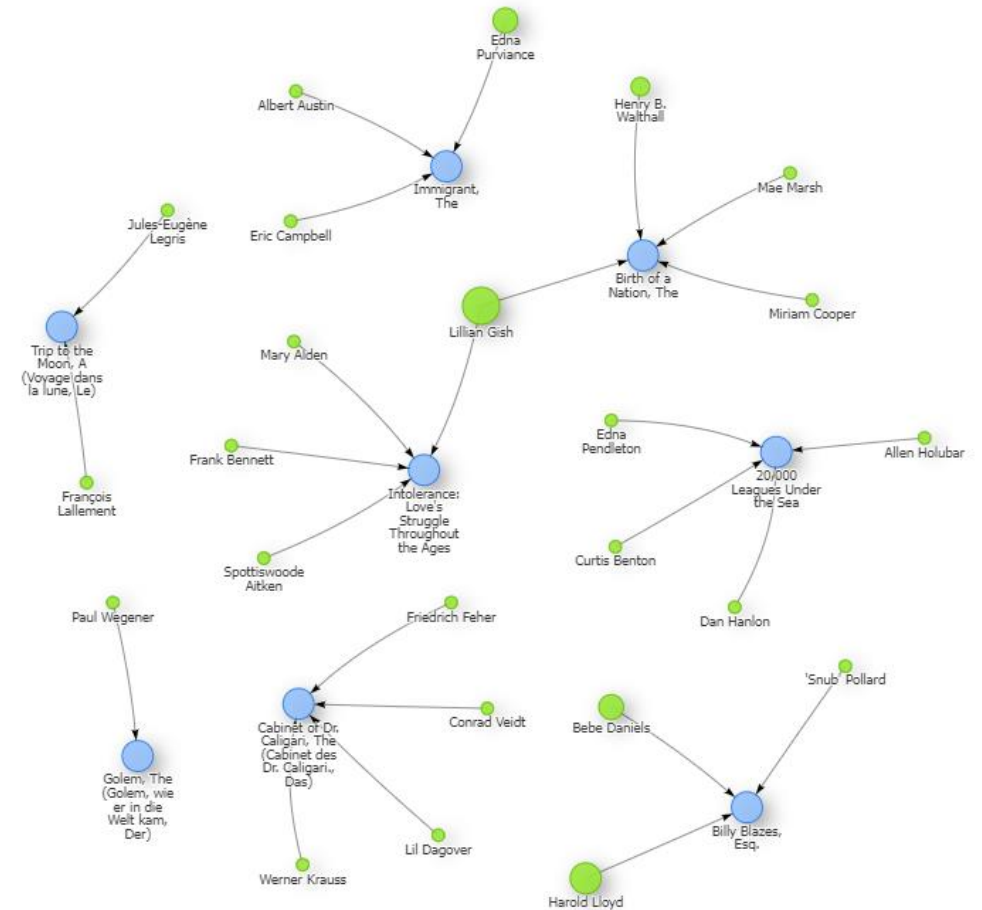 Edna
Purviance
Albert Austin
Henry B.
Walthall
Immigrant,
The
Mae Marsh
Eric Campbell
Jules-Eugène
Legris
Birth of a
Nation, The
Miriam Cooper
Lillian Gish
Mary Alden
Trip to the
Moon, A
(Voyage dans
la lune, Le)
Edna
Pendleton
Allen Holubar
Frank Bennett
20,000
Leagues Under
the Sea
François
Lallement
Intolerance:
Love's
Struggle
Throughout
the Ages
Curtis Benton
Spottiswoode
Aitken
Dan Hanlon
Paul Wegener
Friedrich Feher
'Snub' Pollard
Conrad Veidt
Bebe Daniels
Cabinet of Dr.
Caligari, The
(Cabinet des
Dr. Caligari.,
Das)
Golem, The
(Golem, wie
er in die
Welt kam,
Der)
Billy Blazes,
Esq.
Lil Dagover
Werner Krauss
Harold Lloyd